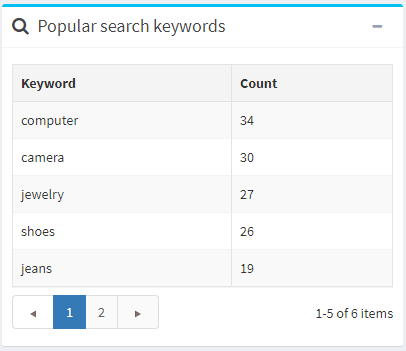 Popular search keywords
Keyword Count
computer 34
camera 30
jewelry 27
shoes 26
jeans 19
1 2 1-5 of 6 items